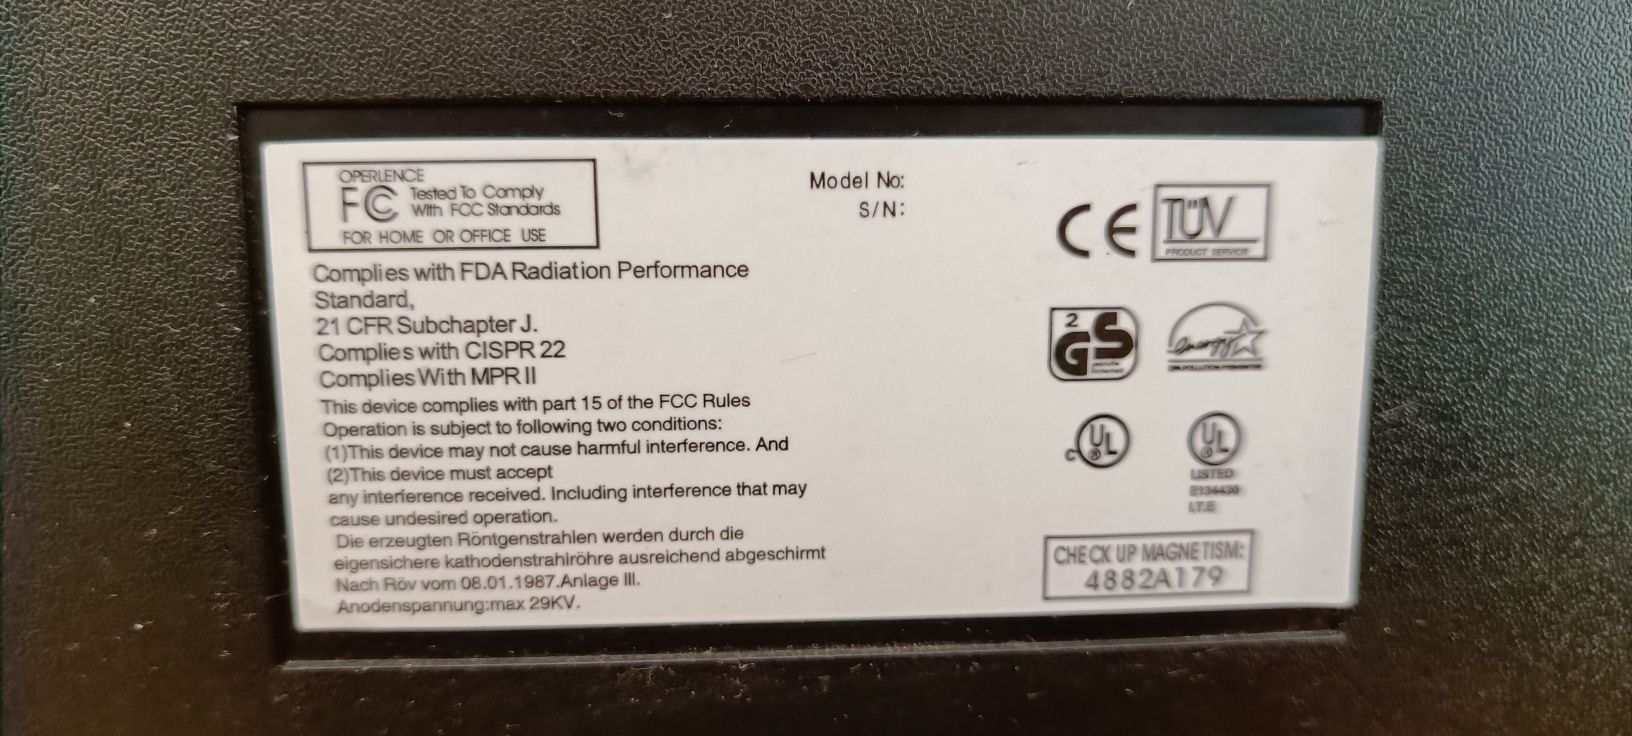 OPERLENCE
FC Tested To Comply
With FCC Standards
FOR HOME OR OFFICE USE
Complies with FDA Radiation Performance
Standard,
21 CFR Subchapter J.
Complies with CISPR 22
Complies With MPR II
This device complies with part 15 of the FCC Rules
Operation is subject to following two conditions:
(1)This device may not cause harmful interference. And
(2)This device must accept
any interference received. Including interference that may
cause undesired operation.
Die erzeugten Röntgenstrahlen werden durch die
eigensichere kathodenstrahlröhre ausreichend abgeschirmt
Nach Röv vom 08.01.1987.Anlage III.
Anodenspannung:max 29KV.
Model No:
S/N:
CE
TÜV
PRODUCT SERVICE
2
GS
geprüfte
Sicherheit
energy
C UL ®
UL ®
LISTED
E134430
I.T.E
CHECK UP MAGNETISM:
4882A179